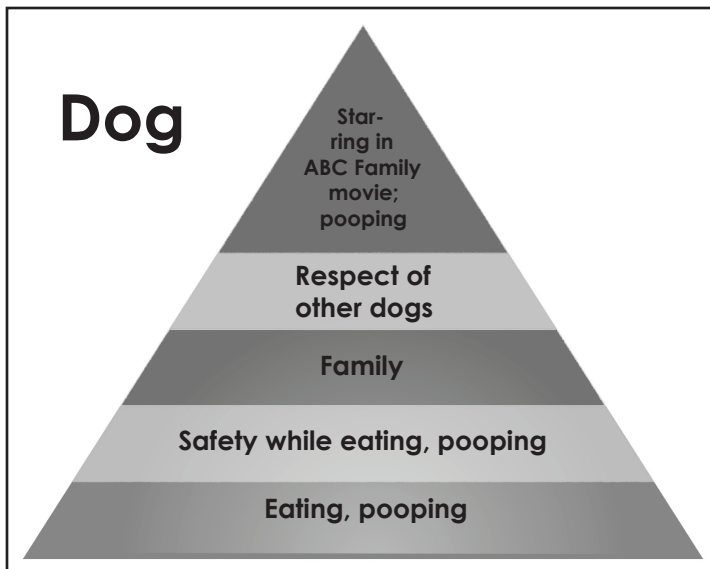 Dog
Star-
ring in
ABC Family
movie;
pooping
Respect of
other dogs
Family
Safety while eating, pooping
Eating, pooping